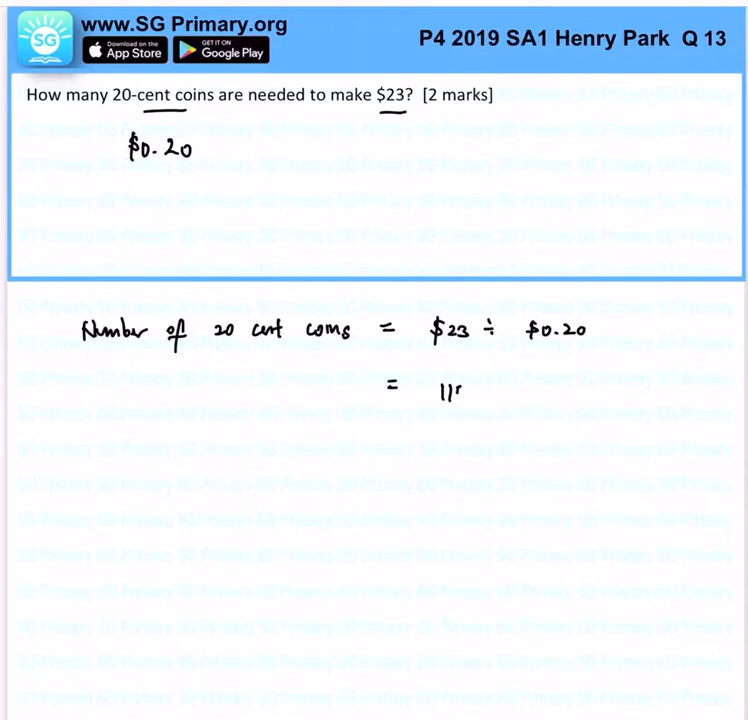 www.SG Primary.org
SG
Download on the
App Store
GET IT ON
Google Play
P4 2019 SA1 Henry Park Q 13
How many 20-cent coins are needed to make $23? [2 marks]
$0.20
Number of 20 cent coins = $23 ÷ $0.20
= 11